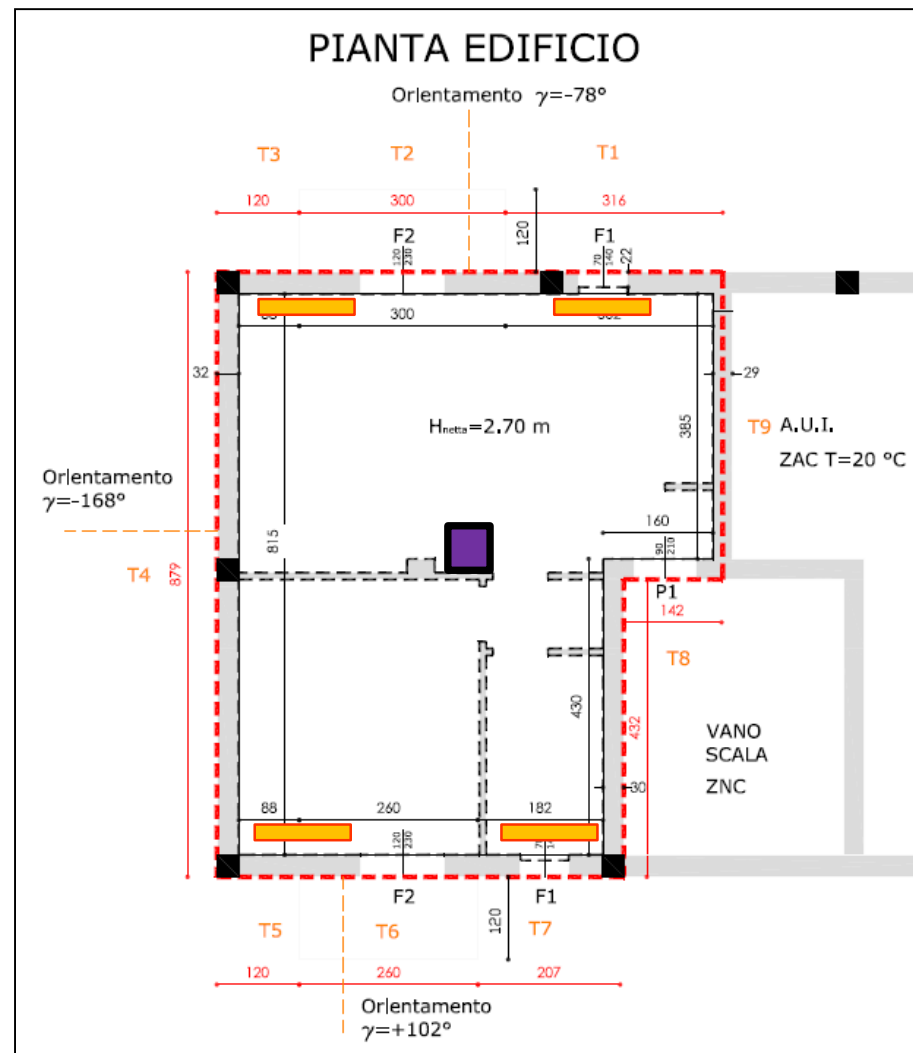 PIANTA EDIFICIO
Orientamento γ=-78°
T3 T2 T1
120 300 316
120
F2 F1
120 230
70 140
22
300
32
29
H netta=2.70 m
385
T9 A.U.I.
ZAC T=20 °C
Orientamento
γ=-168°
160
815
90 210
T4
879
P1
142
T8
430
432
VANO
SCALA
ZNC
30
88 260 182
120 230
F2 F1
T5 T6 T7
120
120 260 207
Orientamento
γ=+102°